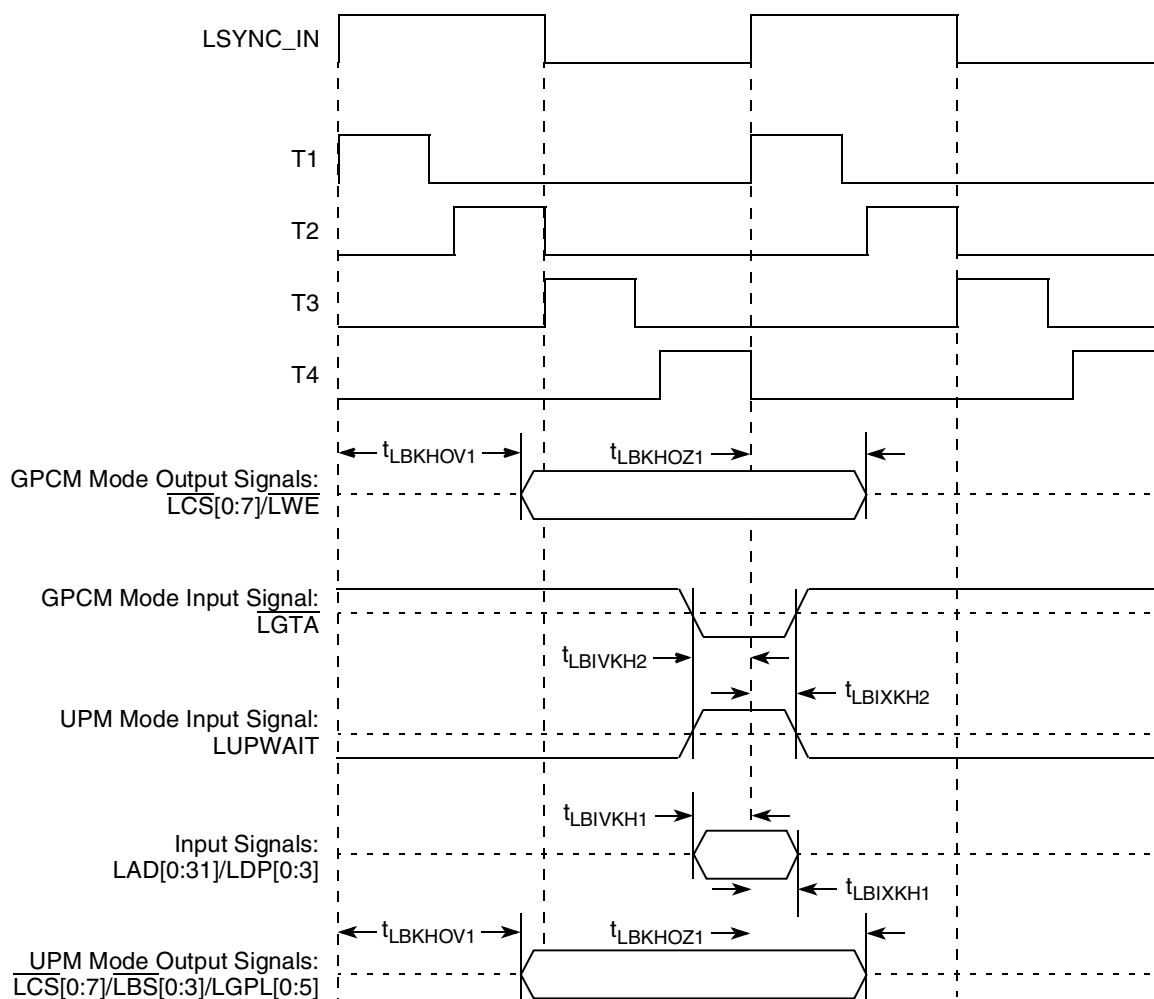 LSYNC_IN
T1
T2
T3
T4
tLBKHOV1
tLBKHOZ1
GPCM Mode Output Signals:
LCS[0:7]/LWE
GPCM Mode Input Signal:
LGTA
tLBIVKH2
tLBIXKH2
UPM Mode Input Signal:
LUPWAIT
tLBIVKH1
Input Signals:
LAD[0:31]/LDP[0:3]
tLBIXKH1
tLBKHOV1
tLBKHOZ1
UPM Mode Output Signals:
LCS[0:7]/LBS[0:3]/LGPL[0:5]